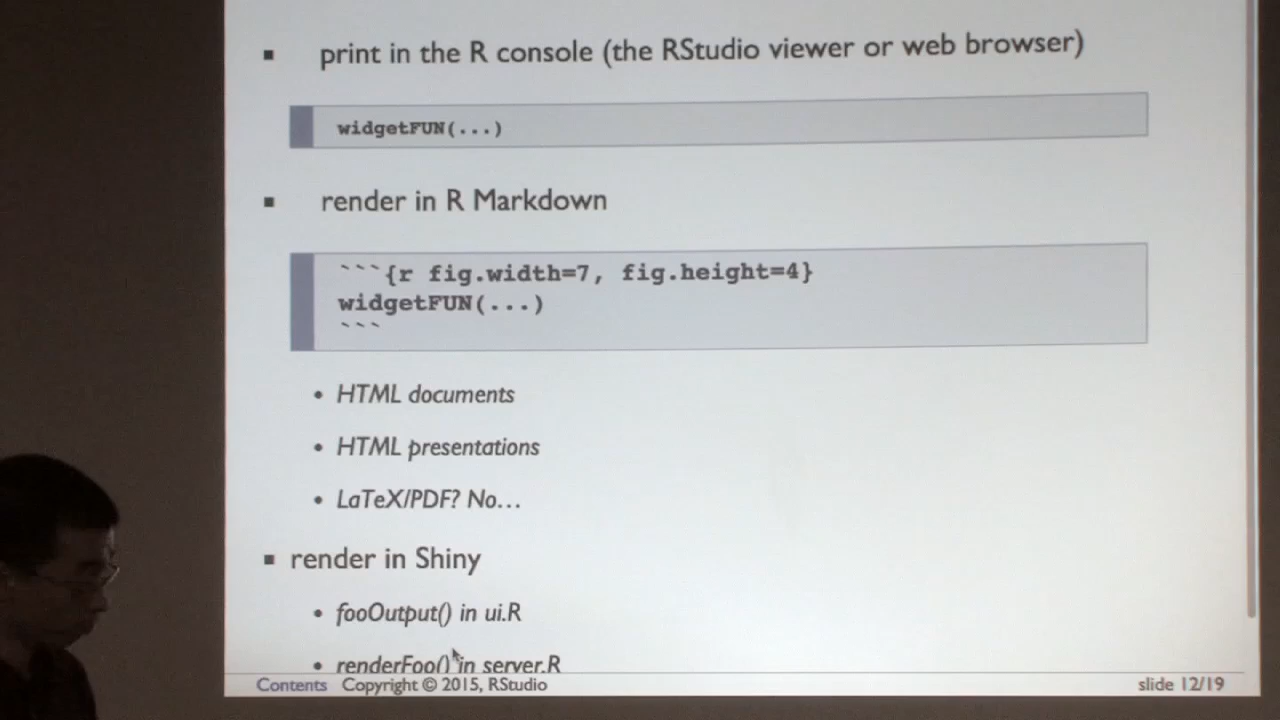 ▪ print in the R console (the RStudio viewer or web browser)
widgetFUN(...)
▪ render in R Markdown
```{r fig.width=7, fig.height=4}
widgetFUN(...)
```
• HTML documents
• HTML presentations
• LaTeX/PDF? No…
▪ render in Shiny
• fooOutput() in ui.R
• renderFoo() in server.R
Contents Copyright © 2015, RStudio slide 12/19